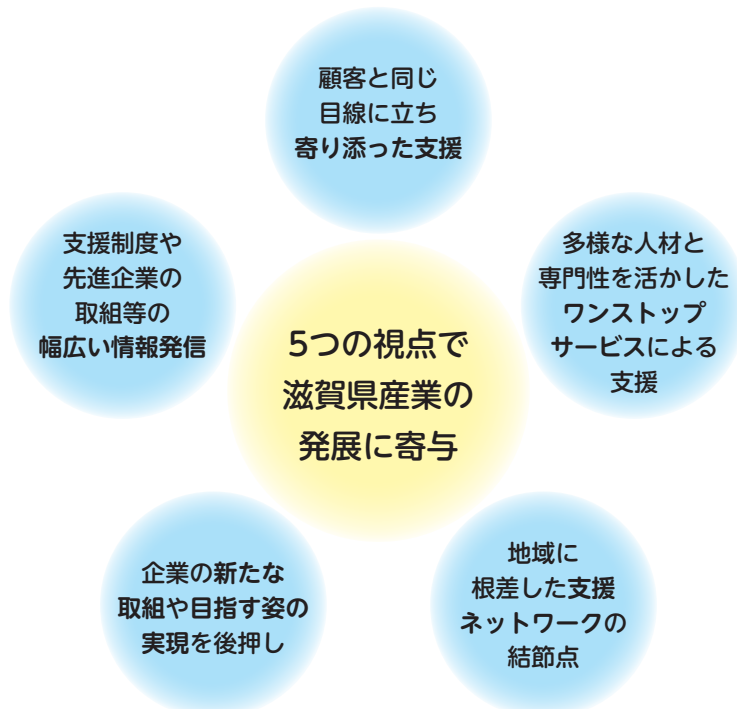 顧客と同じ
目線に立ち
寄り添った支援
支援制度や
先進企業の
取組等の
幅広い情報発信
多様な人材と
専門性を活かした
ワンストップ
サービスによる
支援
5つの視点で
滋賀県産業の
発展に寄与
企業の新たな
取組や目指す姿の
実現を後押し
地域に
根差した支援
ネットワークの
結節点